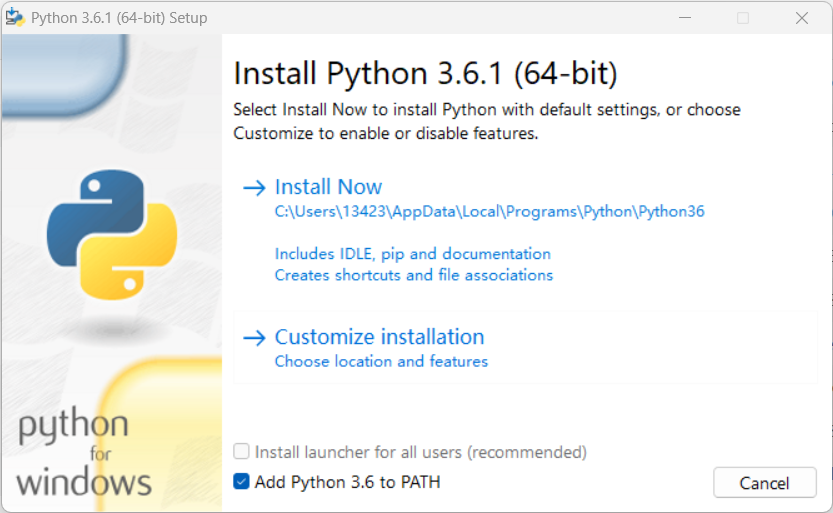 Python 3.6.1 (64-bit) Setup
Install Python 3.6.1 (64-bit)
Select Install Now to install Python with default settings, or choose
Customize to enable or disable features.
Install Now
C:\Users\13423\AppData\Local\Programs\Python\Python36
Includes IDLE, pip and documentation
Creates shortcuts and file associations
Customize installation
Choose location and features
python
for
windows
Install launcher for all users (recommended)
Add Python 3.6 to PATH
Cancel